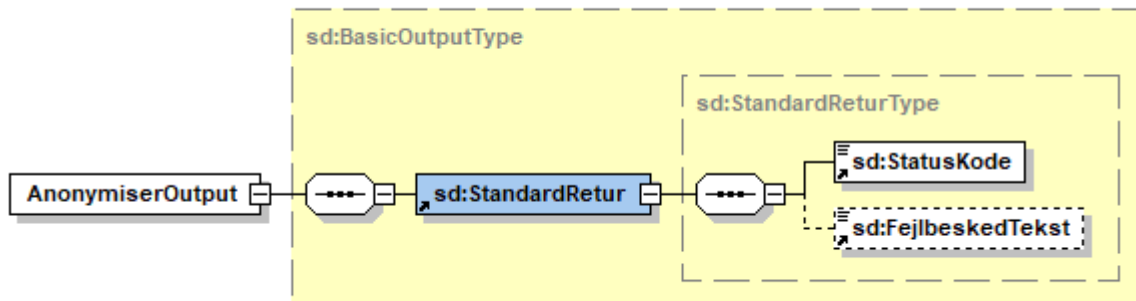 sd:BasicOutputType
sd:StandardReturType
sd:StatusKode
AnonymiserOutput
sd:StandardRetur
sd:FejlbeskedTekst